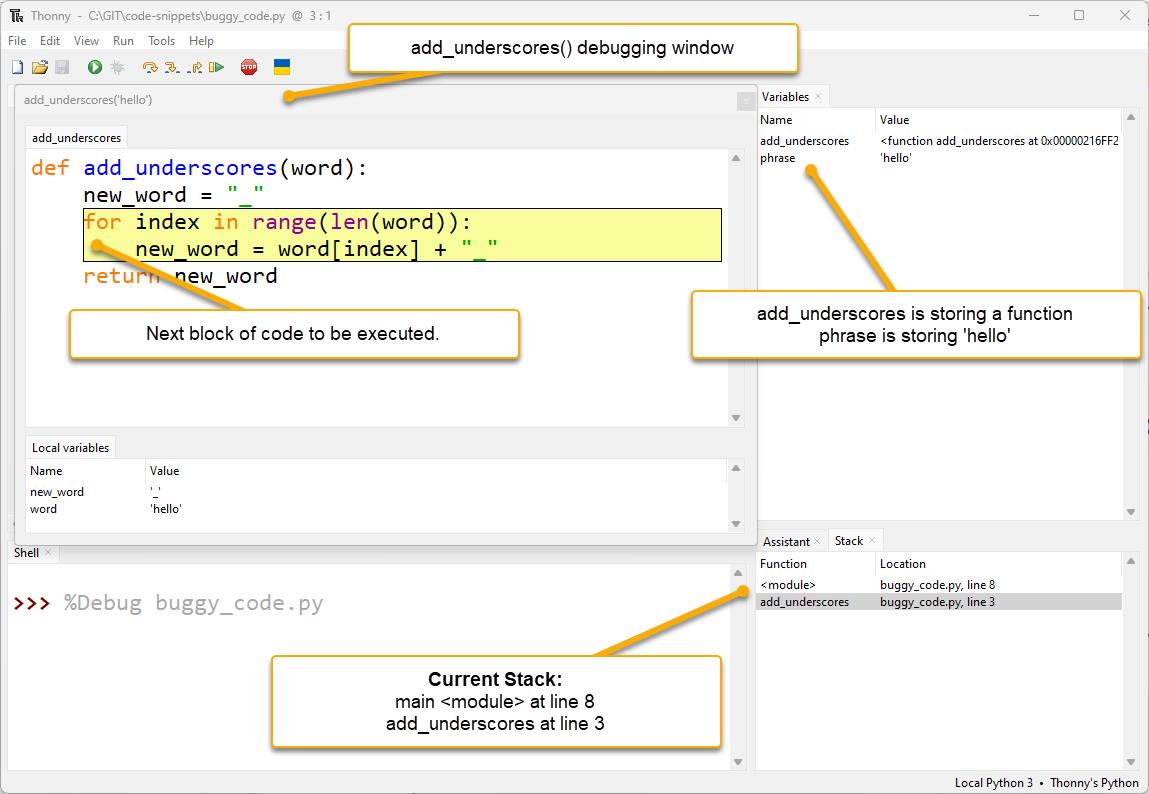 Thonny - C:\GIT\code-snippets\buggy_code.py @ 3 : 1
File Edit View Run Tools Help
STOP
add_underscores() debugging window
add_underscores('hello')
add_underscores
def add_underscores(word):
    new_word = "_"
    for index in range(len(word)):
        new_word = word[index] + "_"
    return new_word
Next block of code to be executed.
Local variables
Name Value
new_word '_'
word 'hello'
Variables
Name Value
add_underscores <function add_underscores at 0x00000216FF2
phrase 'hello'
add_underscores is storing a function
phrase is storing 'hello'
Shell
>>> %Debug buggy_code.py
Assistant Stack
Function Location
<module> buggy_code.py, line 8
add_underscores buggy_code.py, line 3
Current Stack:
main <module> at line 8
add_underscores at line 3
Local Python 3 • Thonny's Python